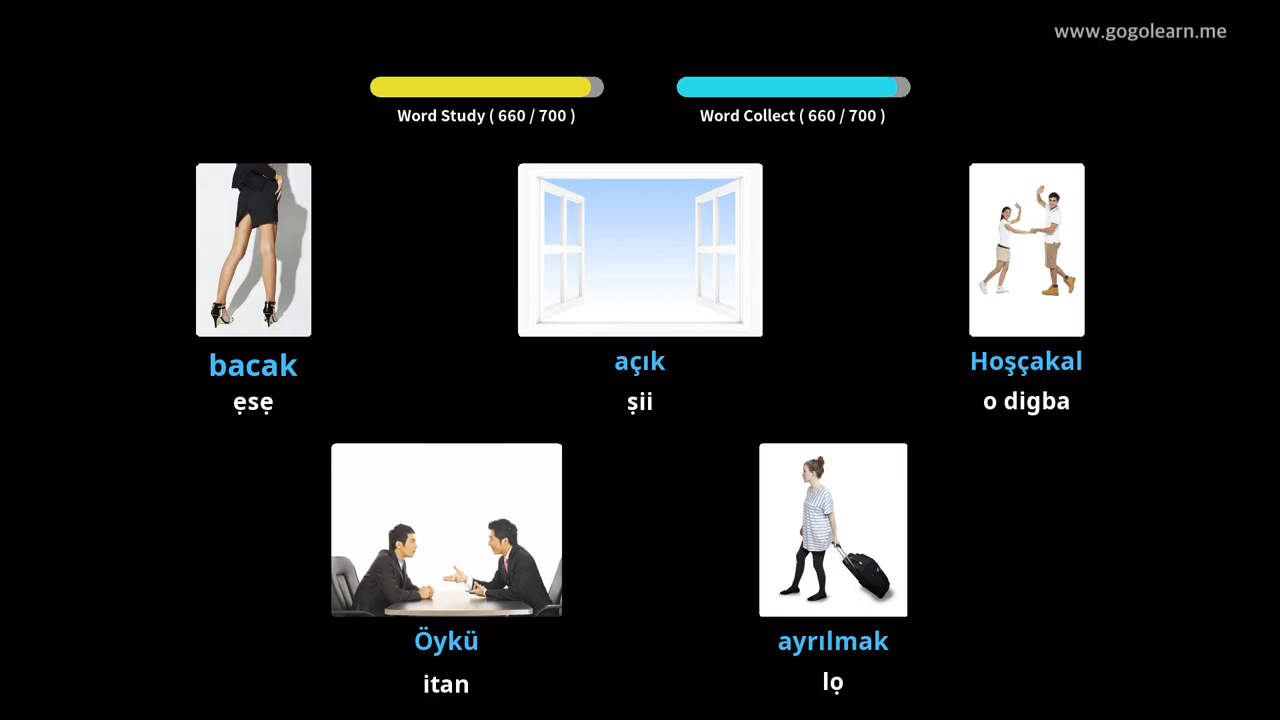 www.gogolearn.me
Word Study ( 660 / 700 )
Word Collect ( 660 / 700 )
bacak
ẹsẹ
açık
ṣii
Hoşçakal
o digba
Öykü
itan
ayrılmak
lọ